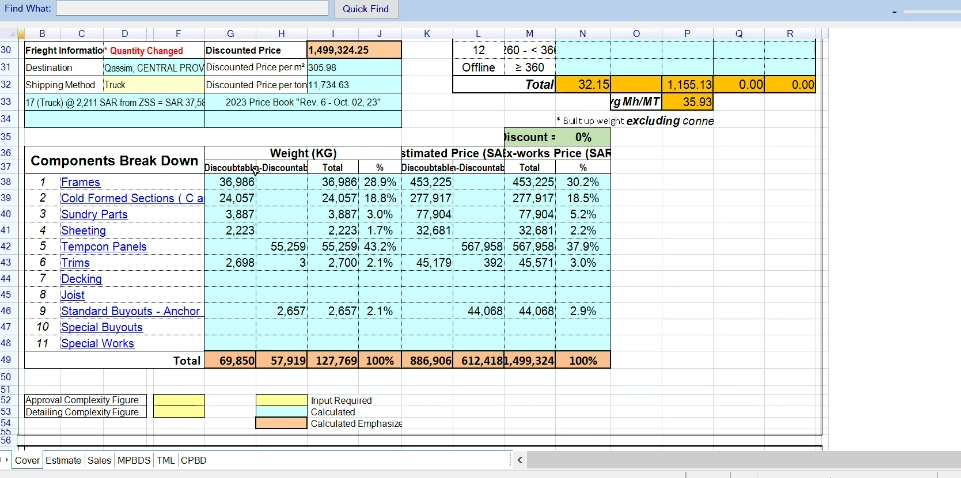 Find What: Quick Find
B C D F G H I J K L M N O P Q R
30 Frieght Informatio * Quantity Changed Discounted Price 1,499,324.25 12 260 - < 36
31 Destination Qassim, CENTRAL PROV Discounted Price per m² 305.98 Offline ≥ 360
32 Shipping Method Truck Discounted Price per ton 11,734.63 Total 32.15 1,155.13 0.00 0.00
33 17 (Truck) @ 2,211 SAR from ZSS = SAR 37,58 2023 Price Book "Rev. 6 - Oct. 02, 23" vg Mh/MT 35.93
34 * Built up weight excluding conne
35 Discount = 0%
36 Components Break Down Weight (KG) stimated Price (SA Ex-works Price (SAR
37 Discoubtable n-Discountab Total % Discoubtable n-Discountab Total %
38 1 Frames 36,986 36,986 28.9% 453,225 453,225 30.2%
39 2 Cold Formed Sections ( C a 24,057 24,057 18.8% 277,917 277,917 18.5%
40 3 Sundry Parts 3,887 3,887 3.0% 77,904 77,904 5.2%
41 4 Sheeting 2,223 2,223 1.7% 32,681 32,681 2.2%
42 5 Tempcon Panels 55,259 55,259 43.2% 567,958 567,958 37.9%
43 6 Trims 2,698 3 2,700 2.1% 45,179 392 45,571 3.0%
44 7 Decking
45 8 Joist
46 9 Standard Buyouts - Anchor 2,657 2,657 2.1% 44,068 44,068 2.9%
47 10 Special Buyouts
48 11 Special Works
49 Total 69,850 57,919 127,769 100% 886,906 612,418 1,499,324 100%
50
51
52 Approval Complexity Figure Input Required
53 Detailing Complexity Figure Calculated
54 Calculated Emphasize
55
56
Cover Estimate Sales MPBDS TML CPBD